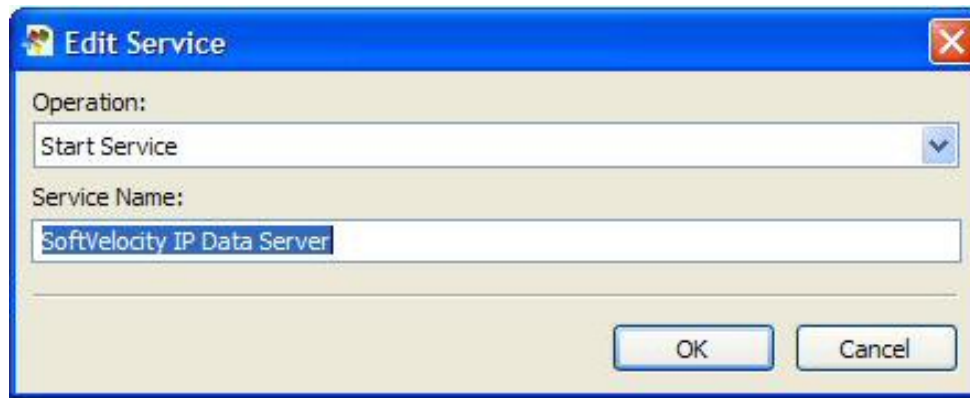 Edit Service
Operation:
Start Service
Service Name:
SoftVelocity IP Data Server
OK Cancel